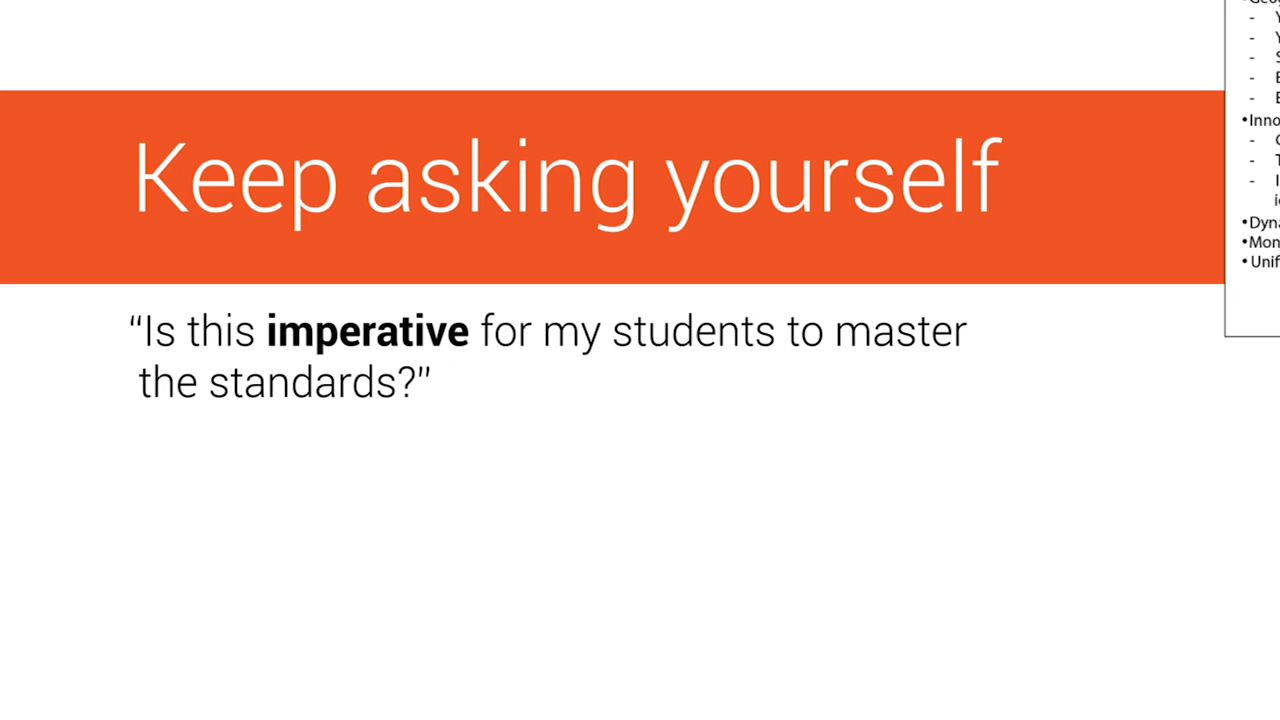 Keep asking yourself
“Is this imperative for my students to master
the standards?”